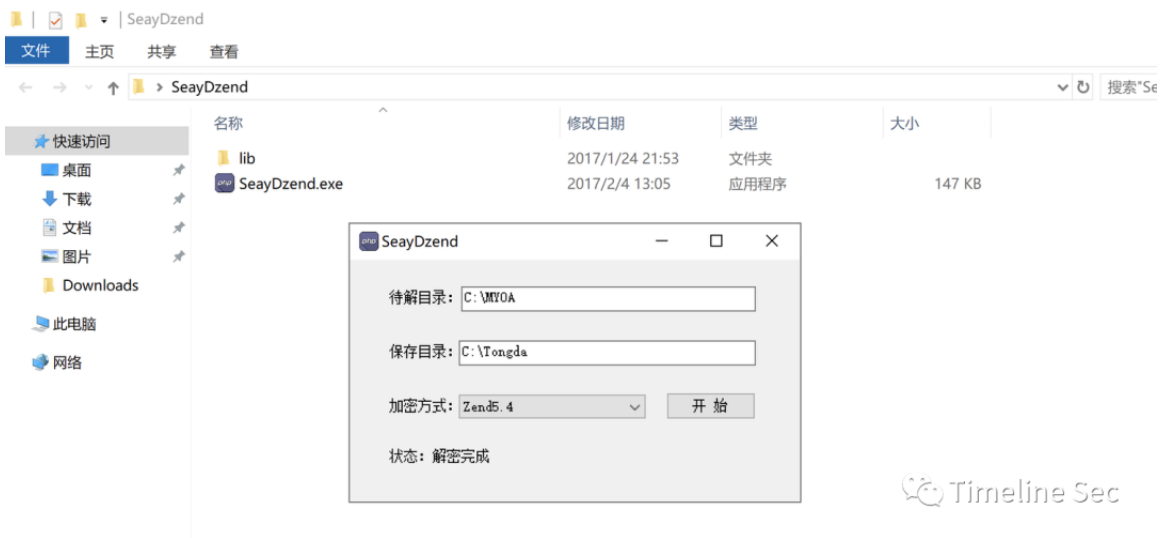 SeayDzend
文件 主页 共享 查看
SeayDzend 搜索"Se
名称 修改日期 类型 大小
快速访问
lib 2017/1/24 21:53 文件夹
桌面
SeayDzend.exe 2017/2/4 13:05 应用程序 147 KB
下载
文档
图片
Downloads
此电脑
网络
php SeayDzend
待解目录： C:\MYOA
保存目录： C:\Tongda
加密方式： Zend5.4 开 始
状态： 解密完成
Timeline Sec